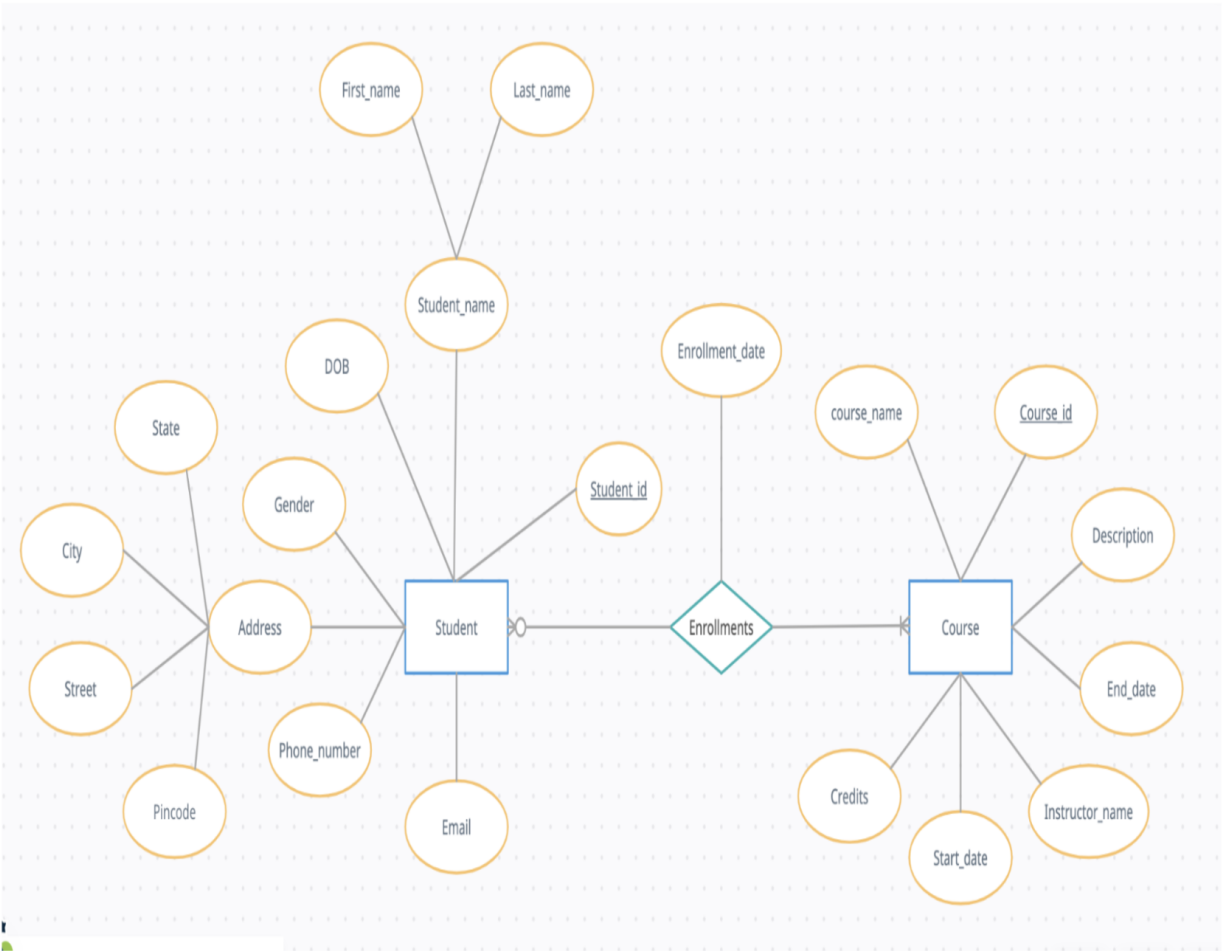 First_name
Last_name
Student_name
Enrollment_date
DOB
course_name
Course_id
State
Student_id
Gender
Description
City
Address
Student
Enrollments
Course
Street
End_date
Phone_number
Credits
Pincode
Instructor_name
Email
Start_date